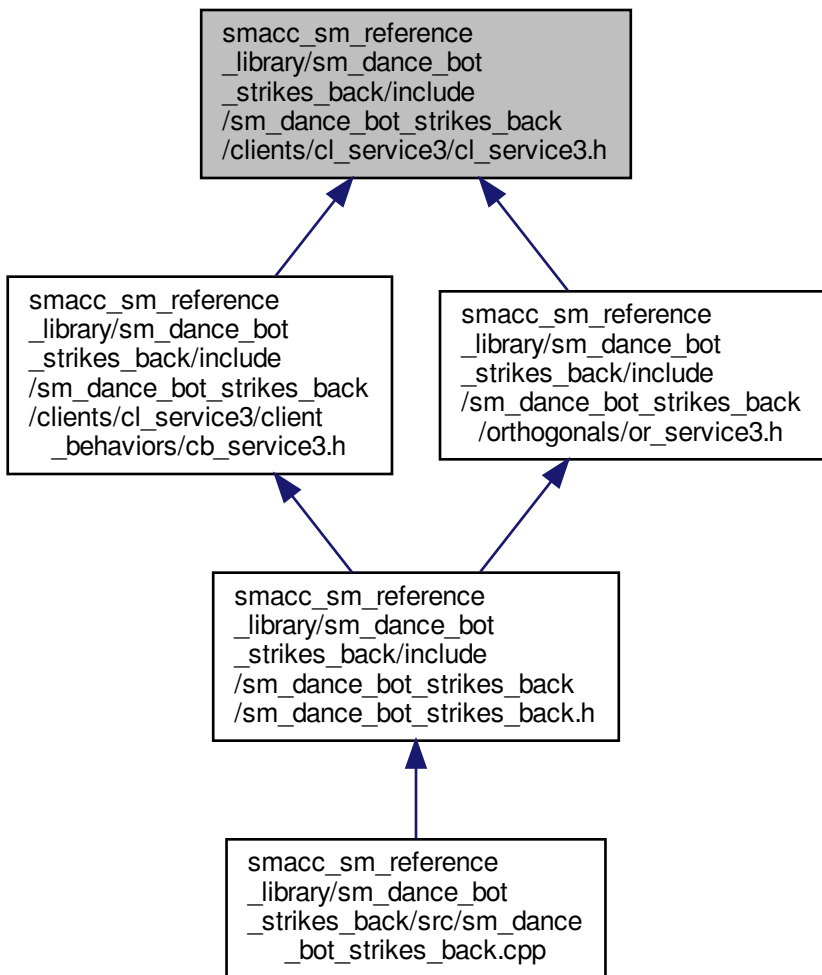 smacc_sm_reference
_library/sm_dance_bot
_strikes_back/include
/sm_dance_bot_strikes_back
/clients/cl_service3/cl_service3.h
smacc_sm_reference
_library/sm_dance_bot
_strikes_back/include
/sm_dance_bot_strikes_back
/clients/cl_service3/client
_behaviors/cb_service3.h
smacc_sm_reference
_library/sm_dance_bot
_strikes_back/include
/sm_dance_bot_strikes_back
/orthogonals/or_service3.h
smacc_sm_reference
_library/sm_dance_bot
_strikes_back/include
/sm_dance_bot_strikes_back
/sm_dance_bot_strikes_back.h
smacc_sm_reference
_library/sm_dance_bot
_strikes_back/src/sm_dance
_bot_strikes_back.cpp